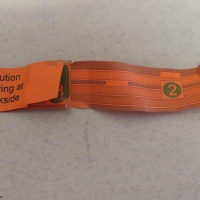 ution
ring at
kside
2